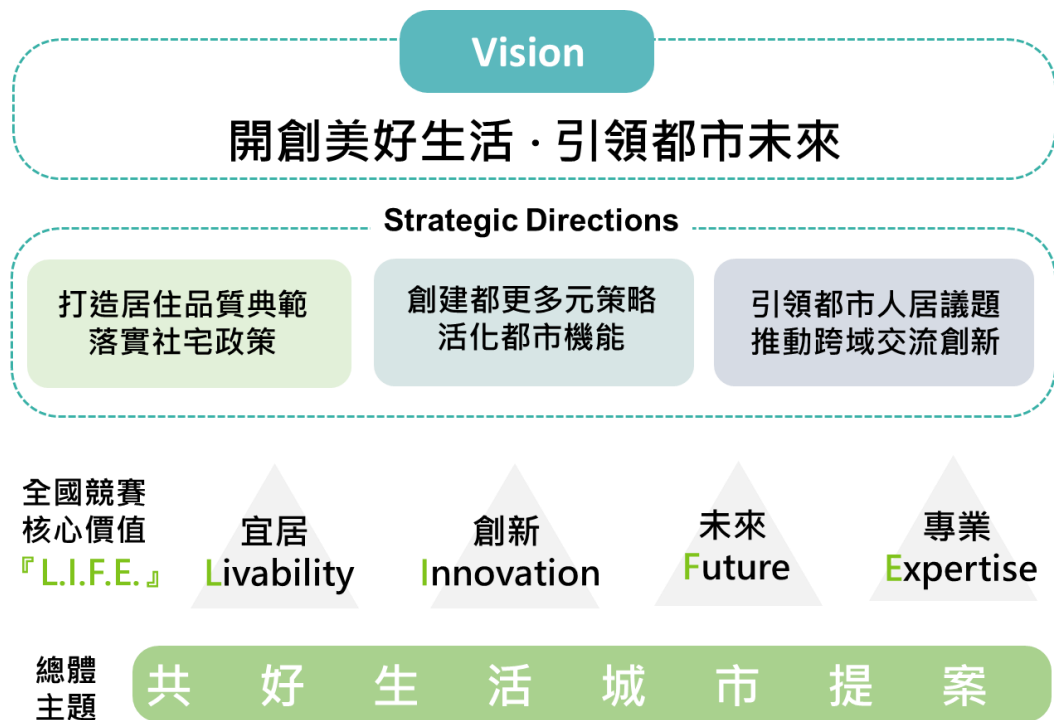 Vision
開創美好生活 · 引領都市未來
Strategic Directions
打造居住品質典範
落實社宅政策
創建都更多元策略
活化都市機能
引領都市人居議題
推動跨域交流創新
全國競賽
核心價值
『L.I.F.E.』
宜居
Livability
創新
Innovation
未來
Future
專業
Expertise
總體
主題
共好生活城市提案